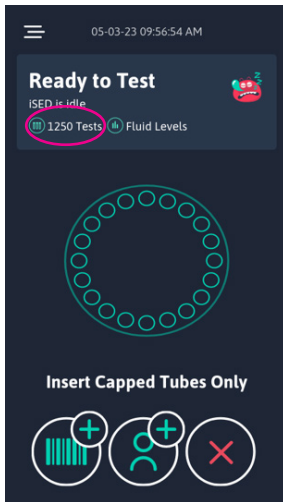 05-03-23 09:56:54 AM
Ready to Test
iSED is idle
1250 Tests Fluid Levels
Insert Capped Tubes Only